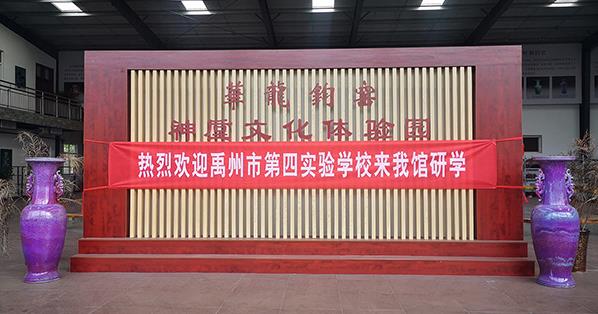 華龍鈞窑
神垕文化体验园
热烈欢迎禹州市第四实验学校来我馆研学